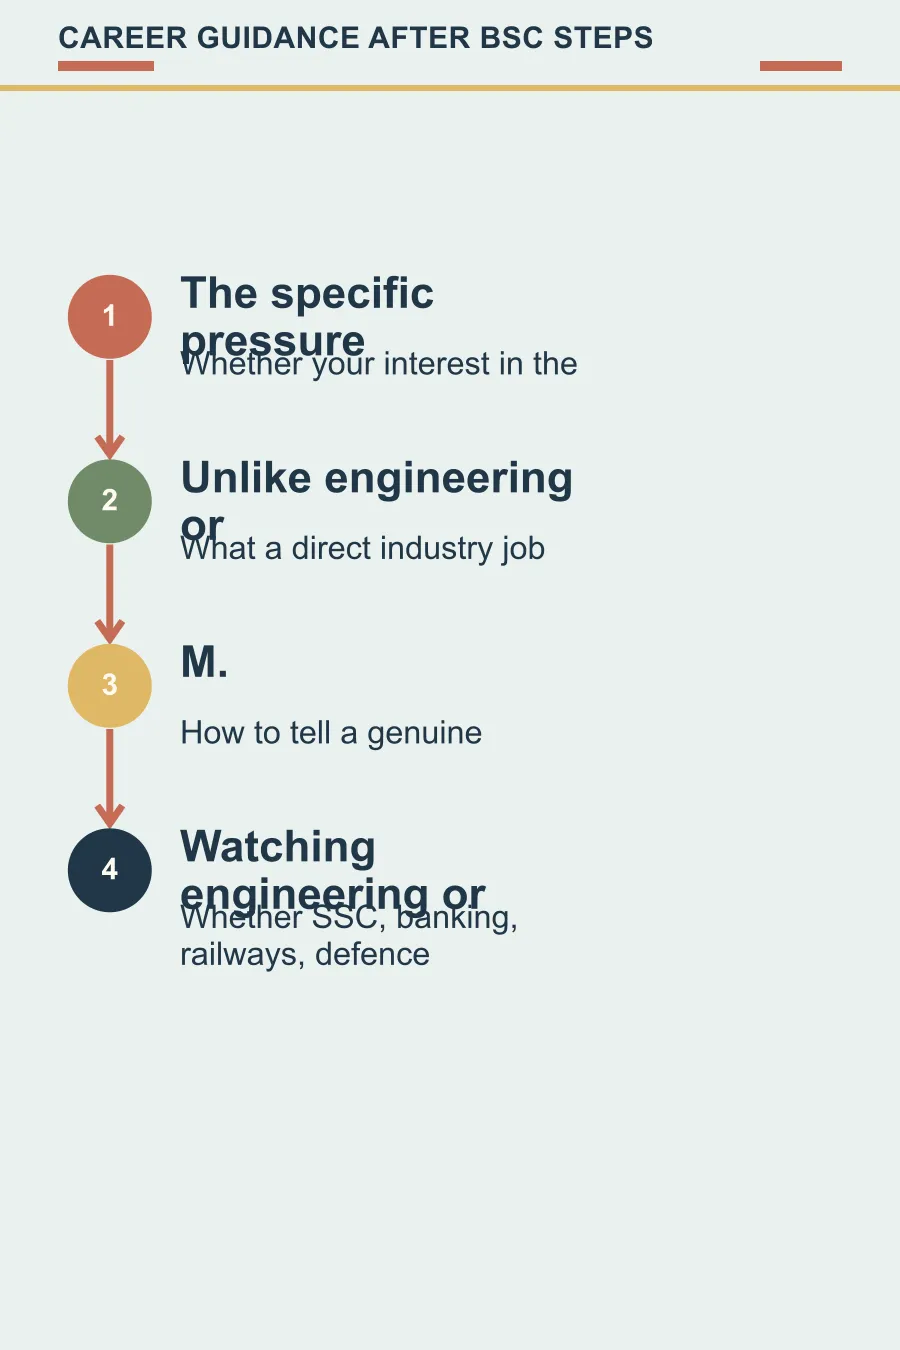 CAREER GUIDANCE AFTER BSC STEPS
1
The specific
pressure
Whether your interest in the
2
Unlike engineering
or
What a direct industry job
3
M.
How to tell a genuine
4
Watching
engineering or
Whether SSC, banking,
railways, defence